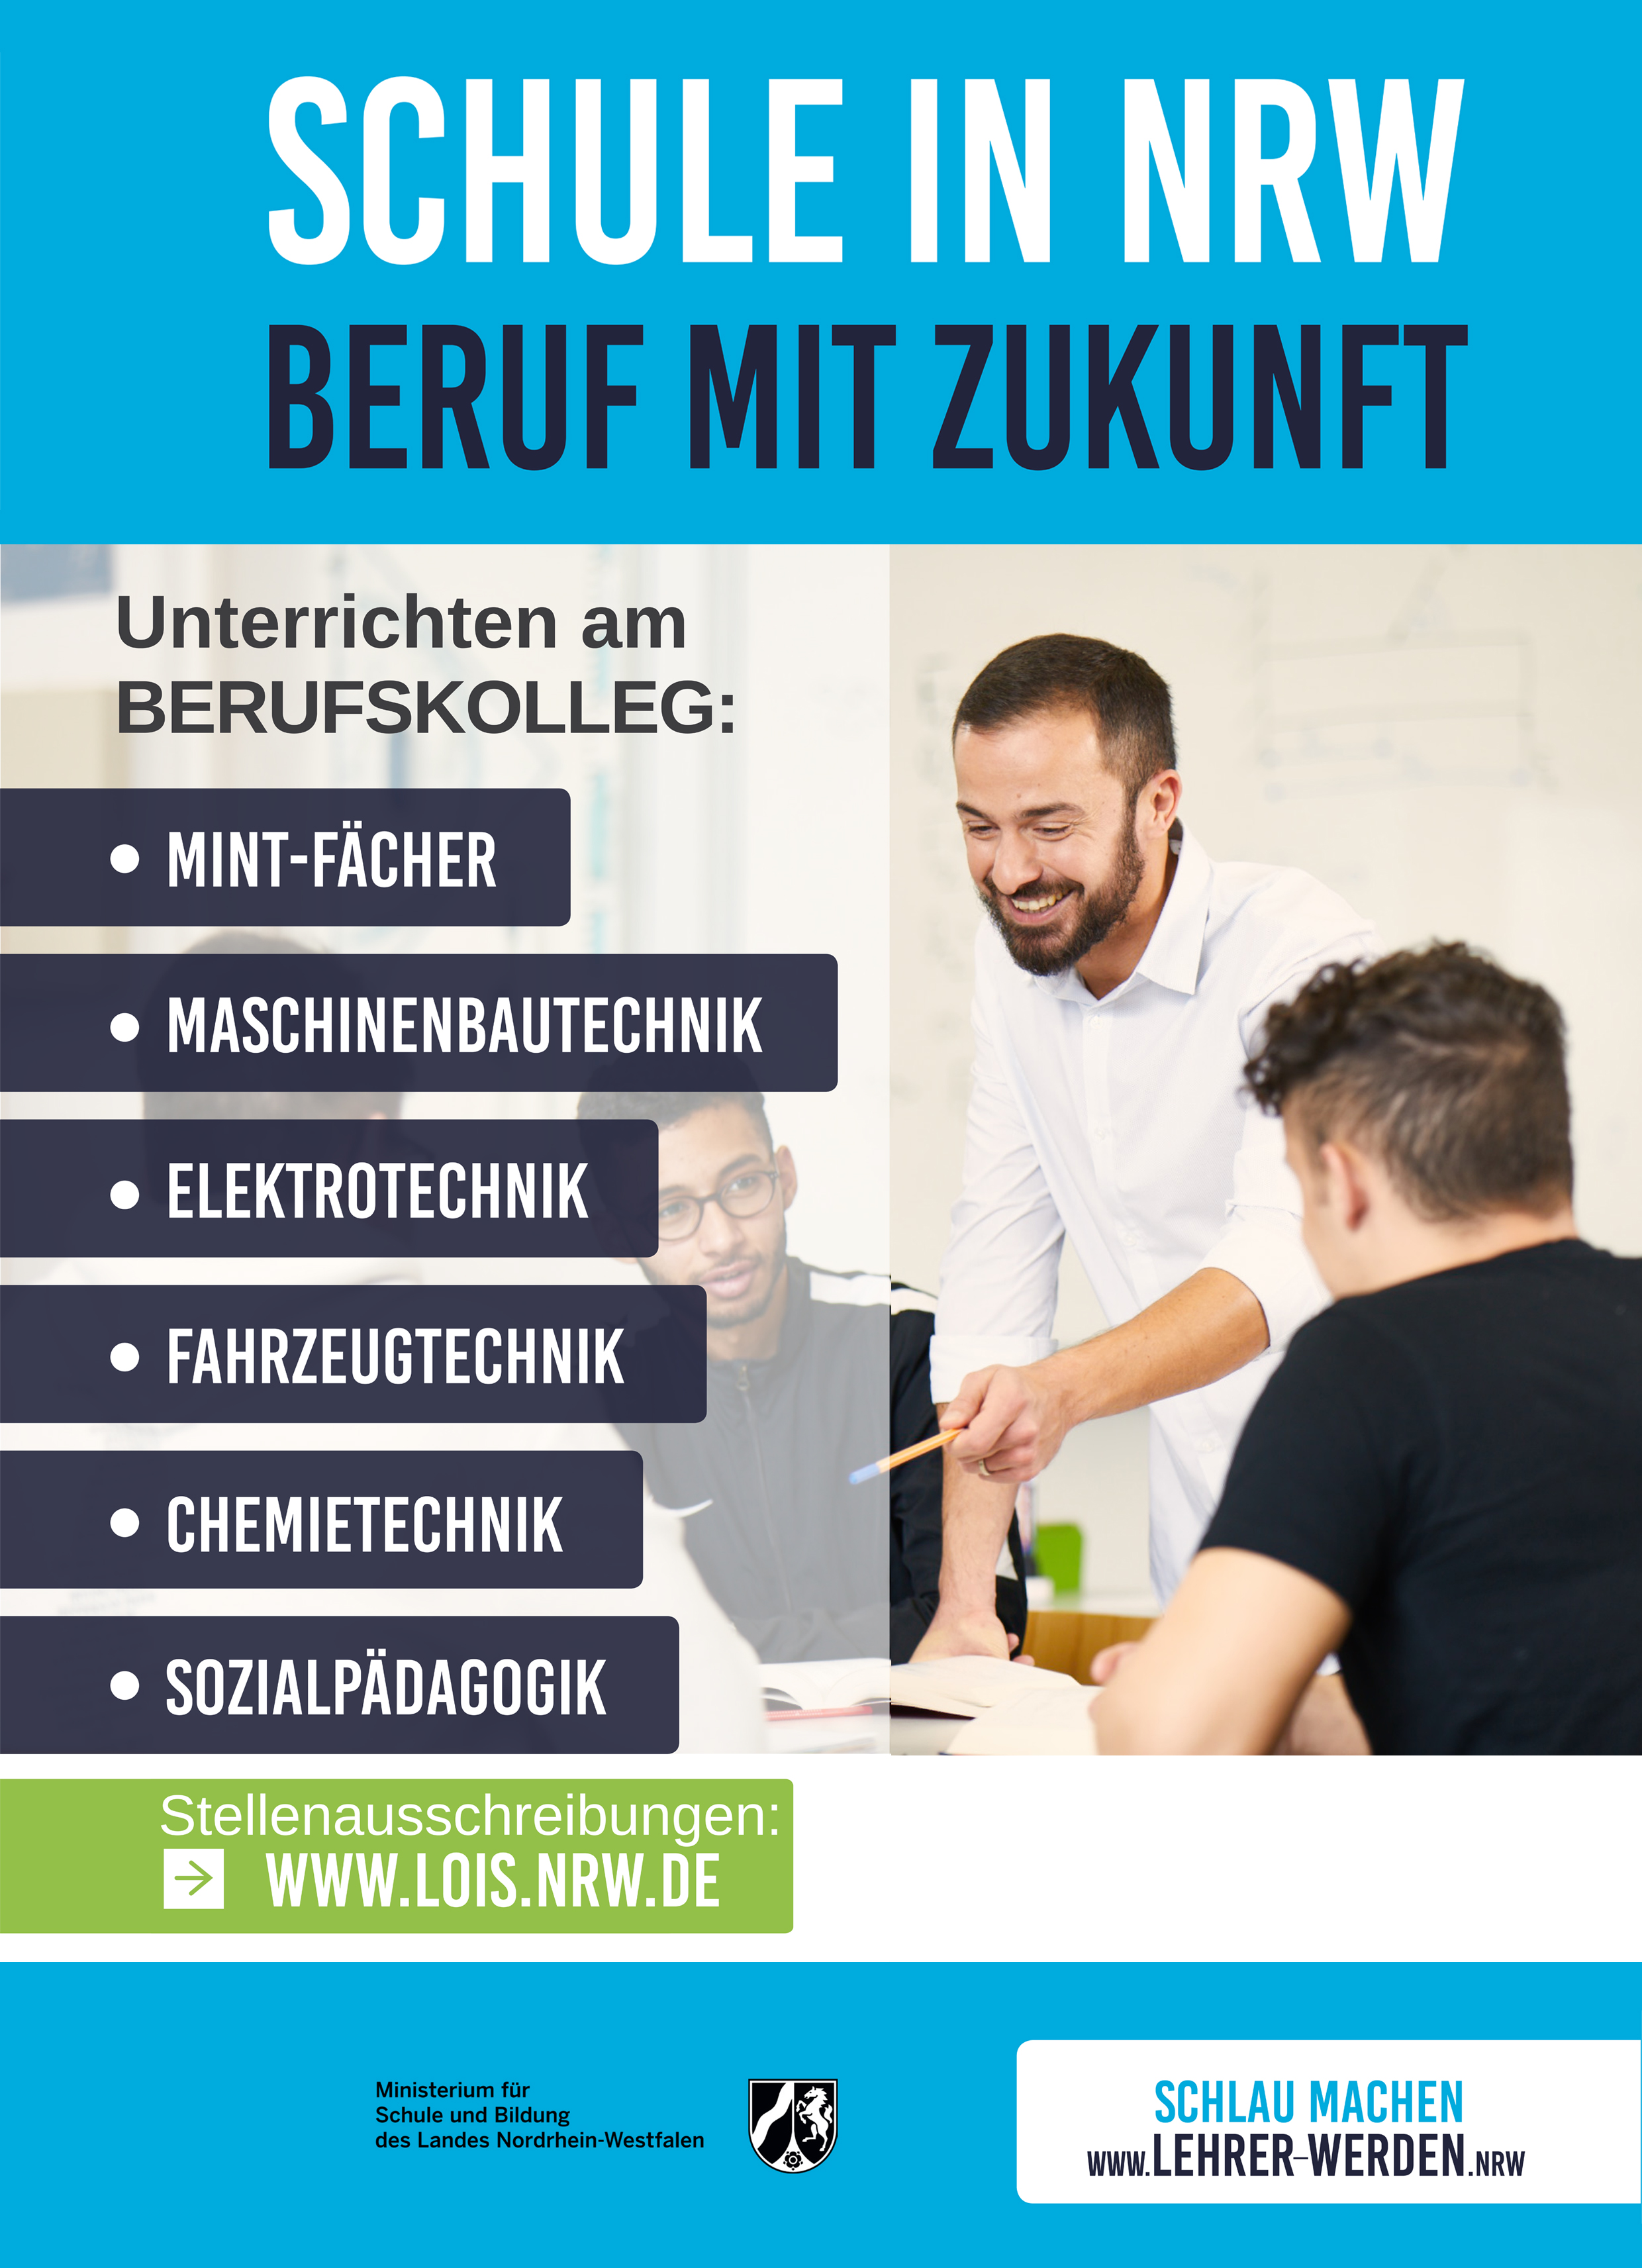 SCHULE IN NRW
BERUF MIT ZUKUNFT
Unterrichten am
BERUFSKOLLEG:
• MINT-FÄCHER
• MASCHINENBAUTECHNIK
• ELEKTROTECHNIK
• FAHRZEUGTECHNIK
• CHEMIETECHNIK
• SOZIALPÄDAGOGIK
Stellenausschreibungen:
WWW.LOIS.NRW.DE
Ministerium für
Schule und Bildung
des Landes Nordrhein-Westfalen
SCHLAU MACHEN
WWW.LEHRER-WERDEN.NRW